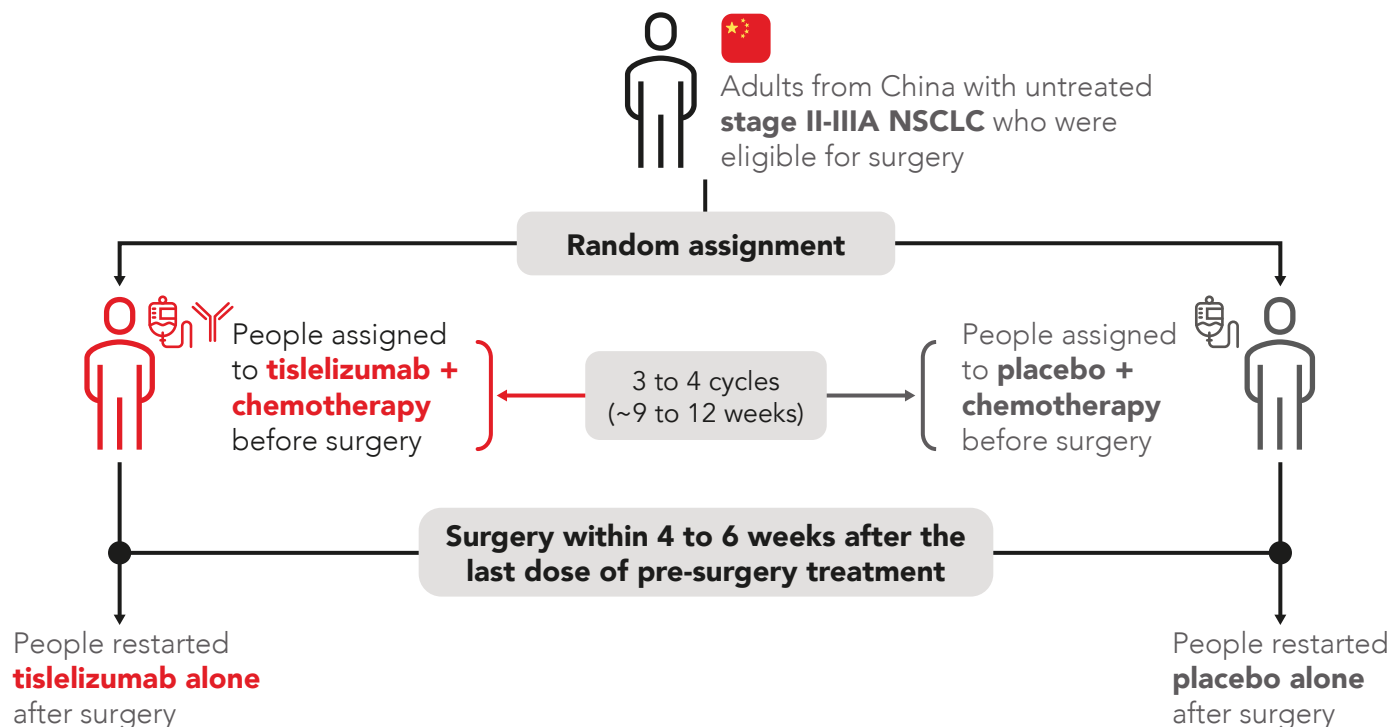 Adults from China with untreated
stage II-IIIA NSCLC who were
eligible for surgery
Random assignment
People assigned
to tislelizumab +
chemotherapy
before surgery
3 to 4 cycles
(~9 to 12 weeks)
People assigned
to placebo +
chemotherapy
before surgery
Surgery within 4 to 6 weeks after the
last dose of pre-surgery treatment
People restarted
tislelizumab alone
after surgery
People restarted
placebo alone
after surgery